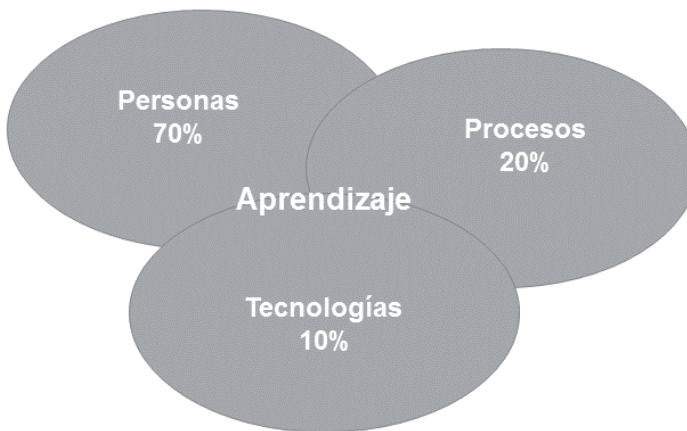 Personas
70%
Procesos
20%
Aprendizaje
Tecnologías
10%